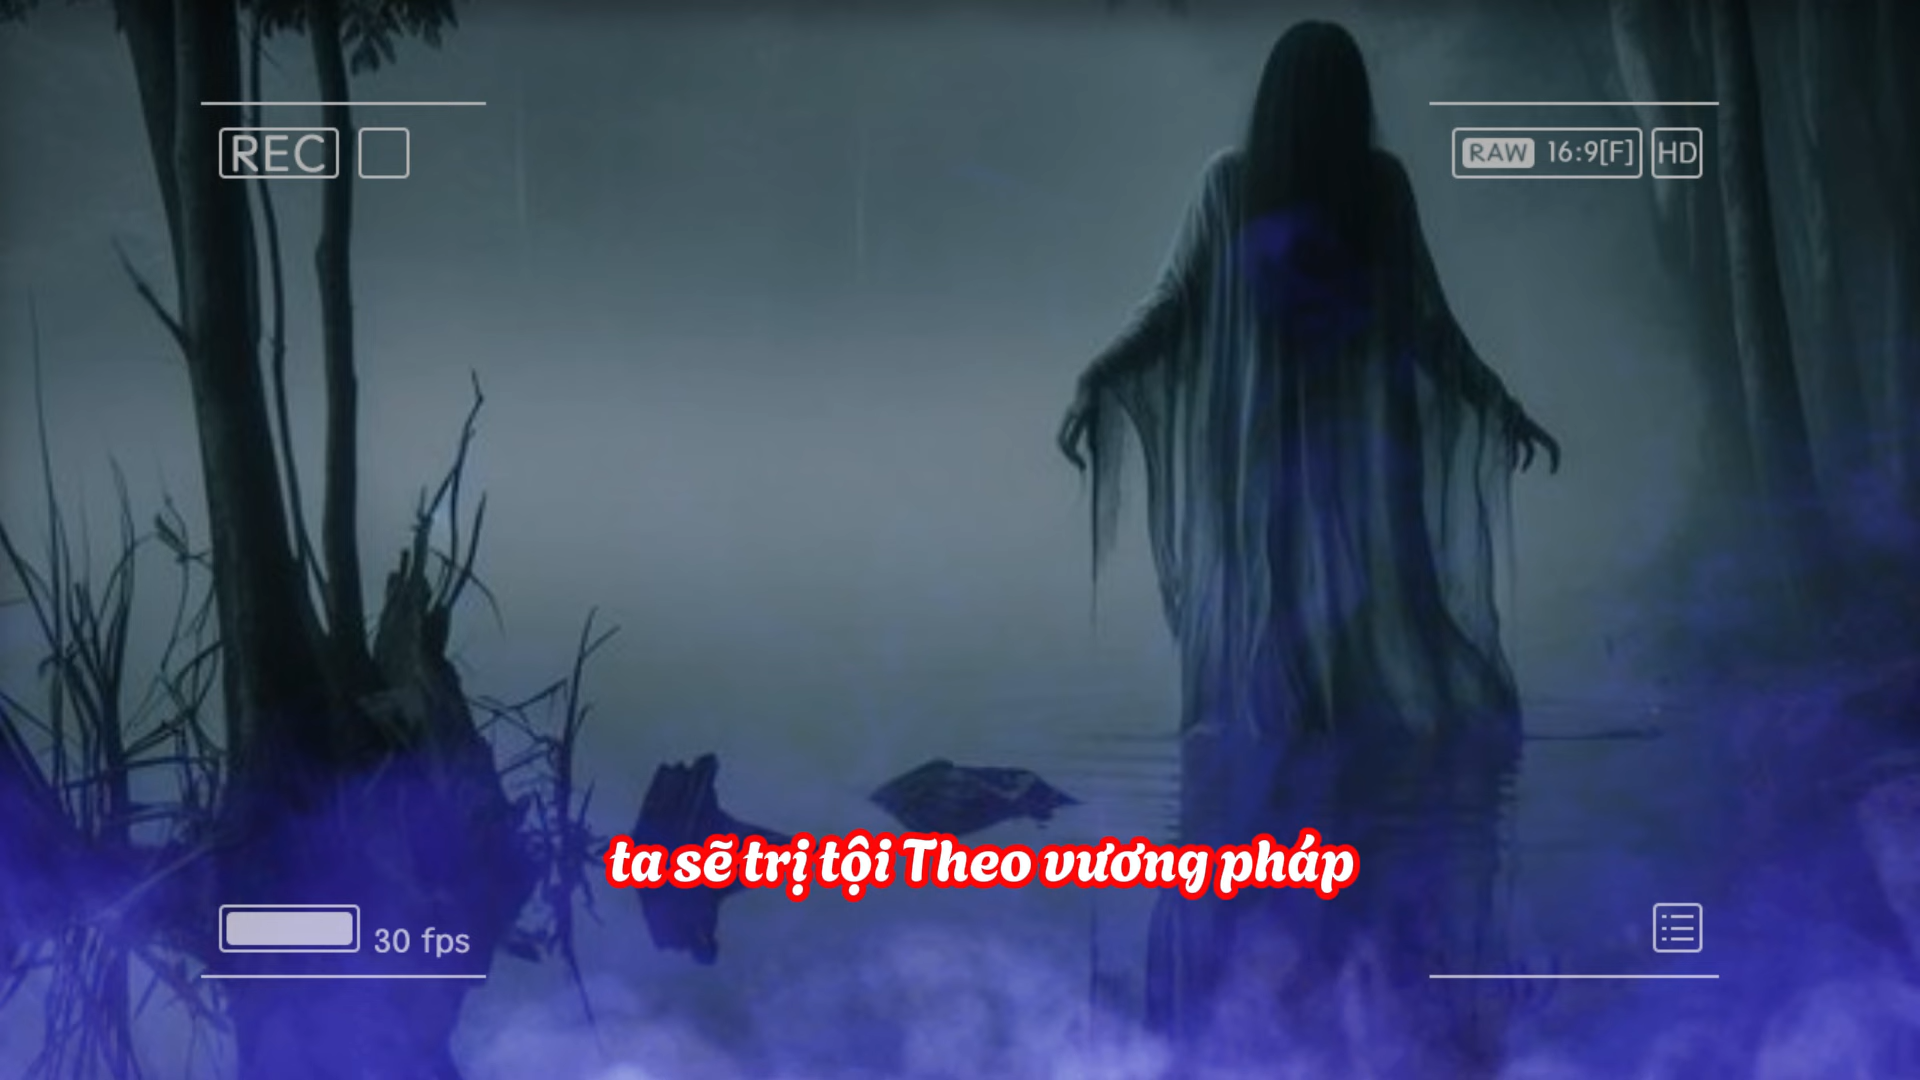 REC
RAW 16:9[F] HD
ta sẽ trị tội Theo vương pháp
30 fps